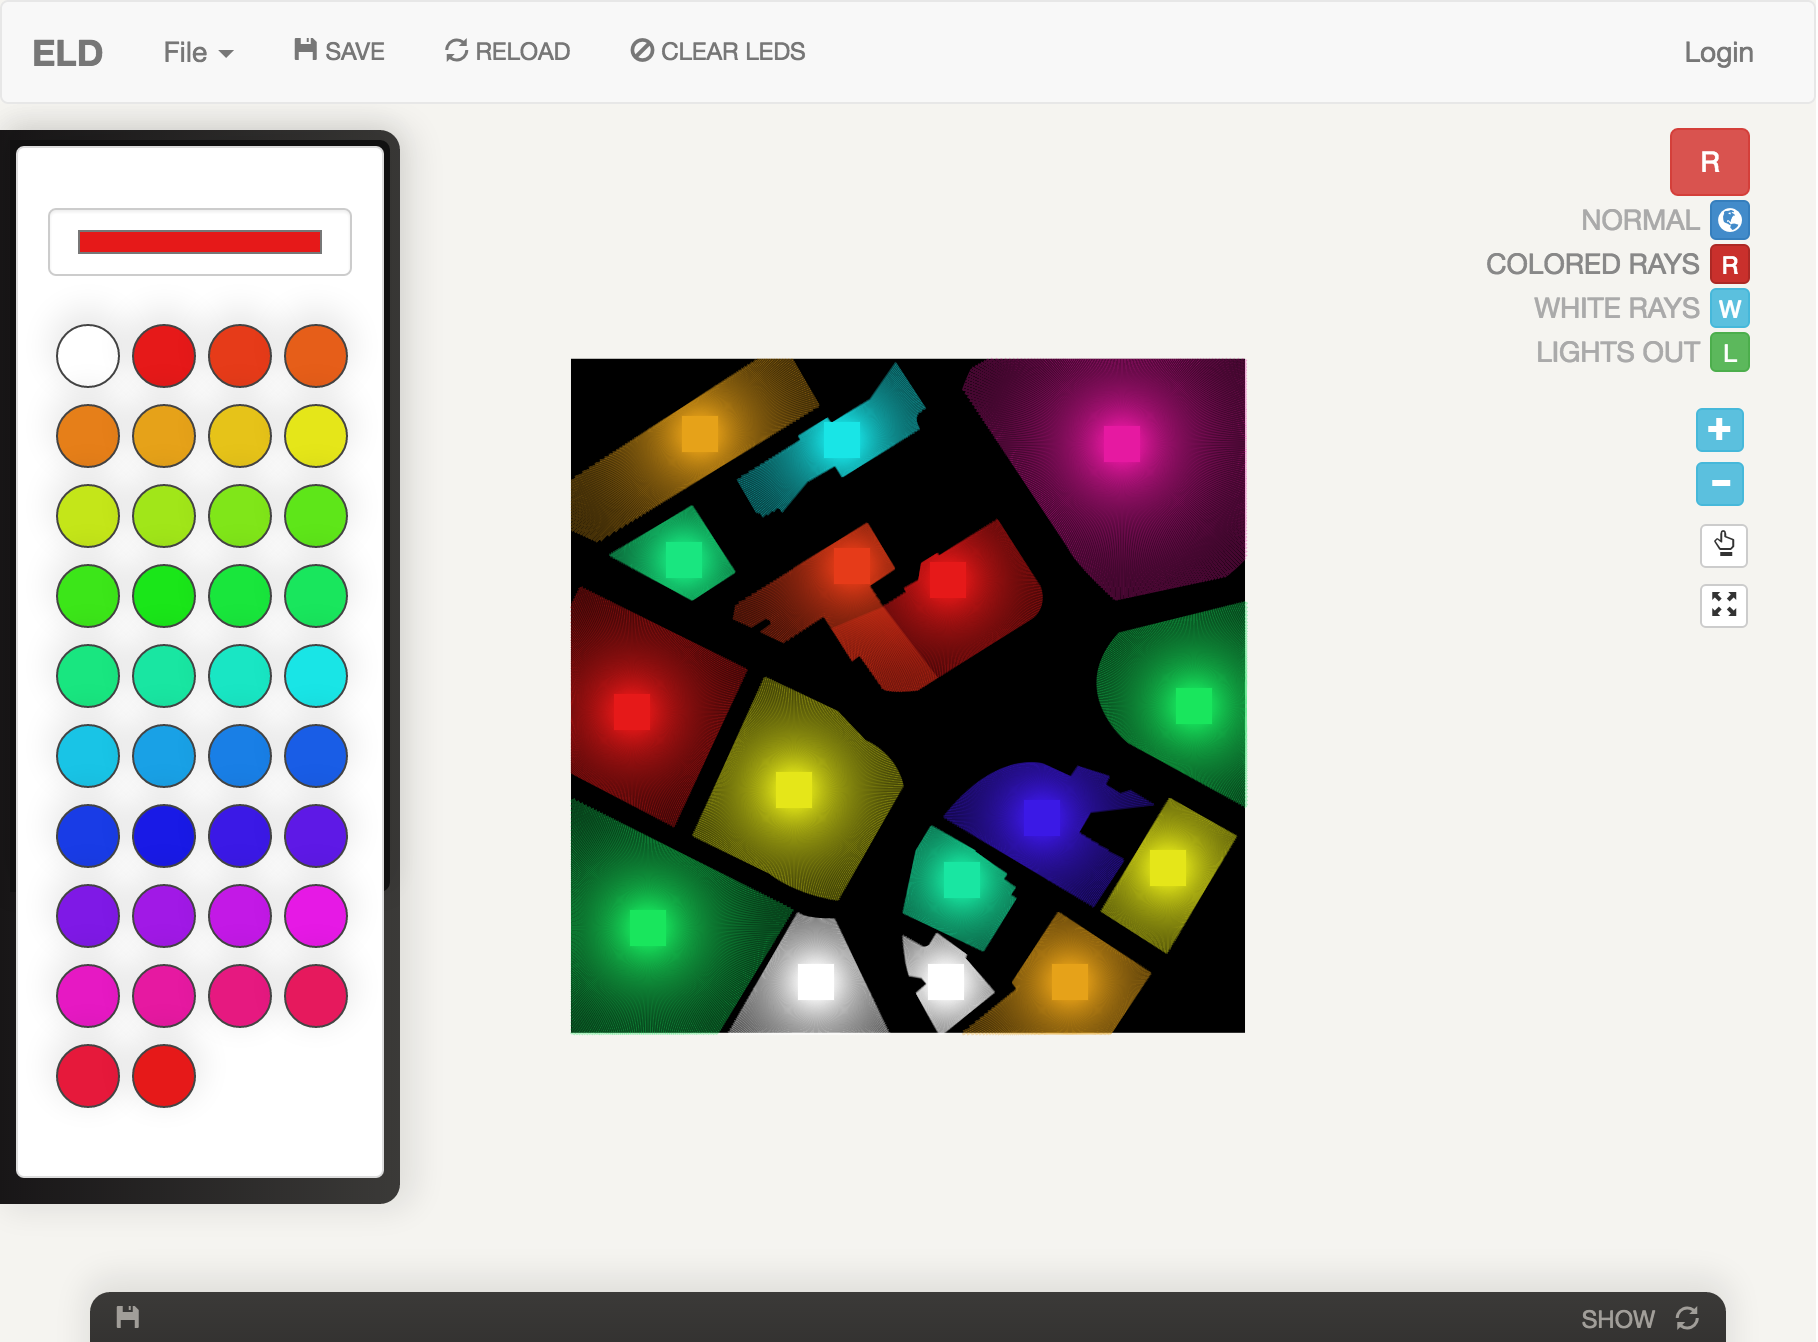 ELD File SAVE RELOAD CLEAR LEDS Login
R
NORMAL
COLORED RAYS R
WHITE RAYS W
LIGHTS OUT L
SHOW